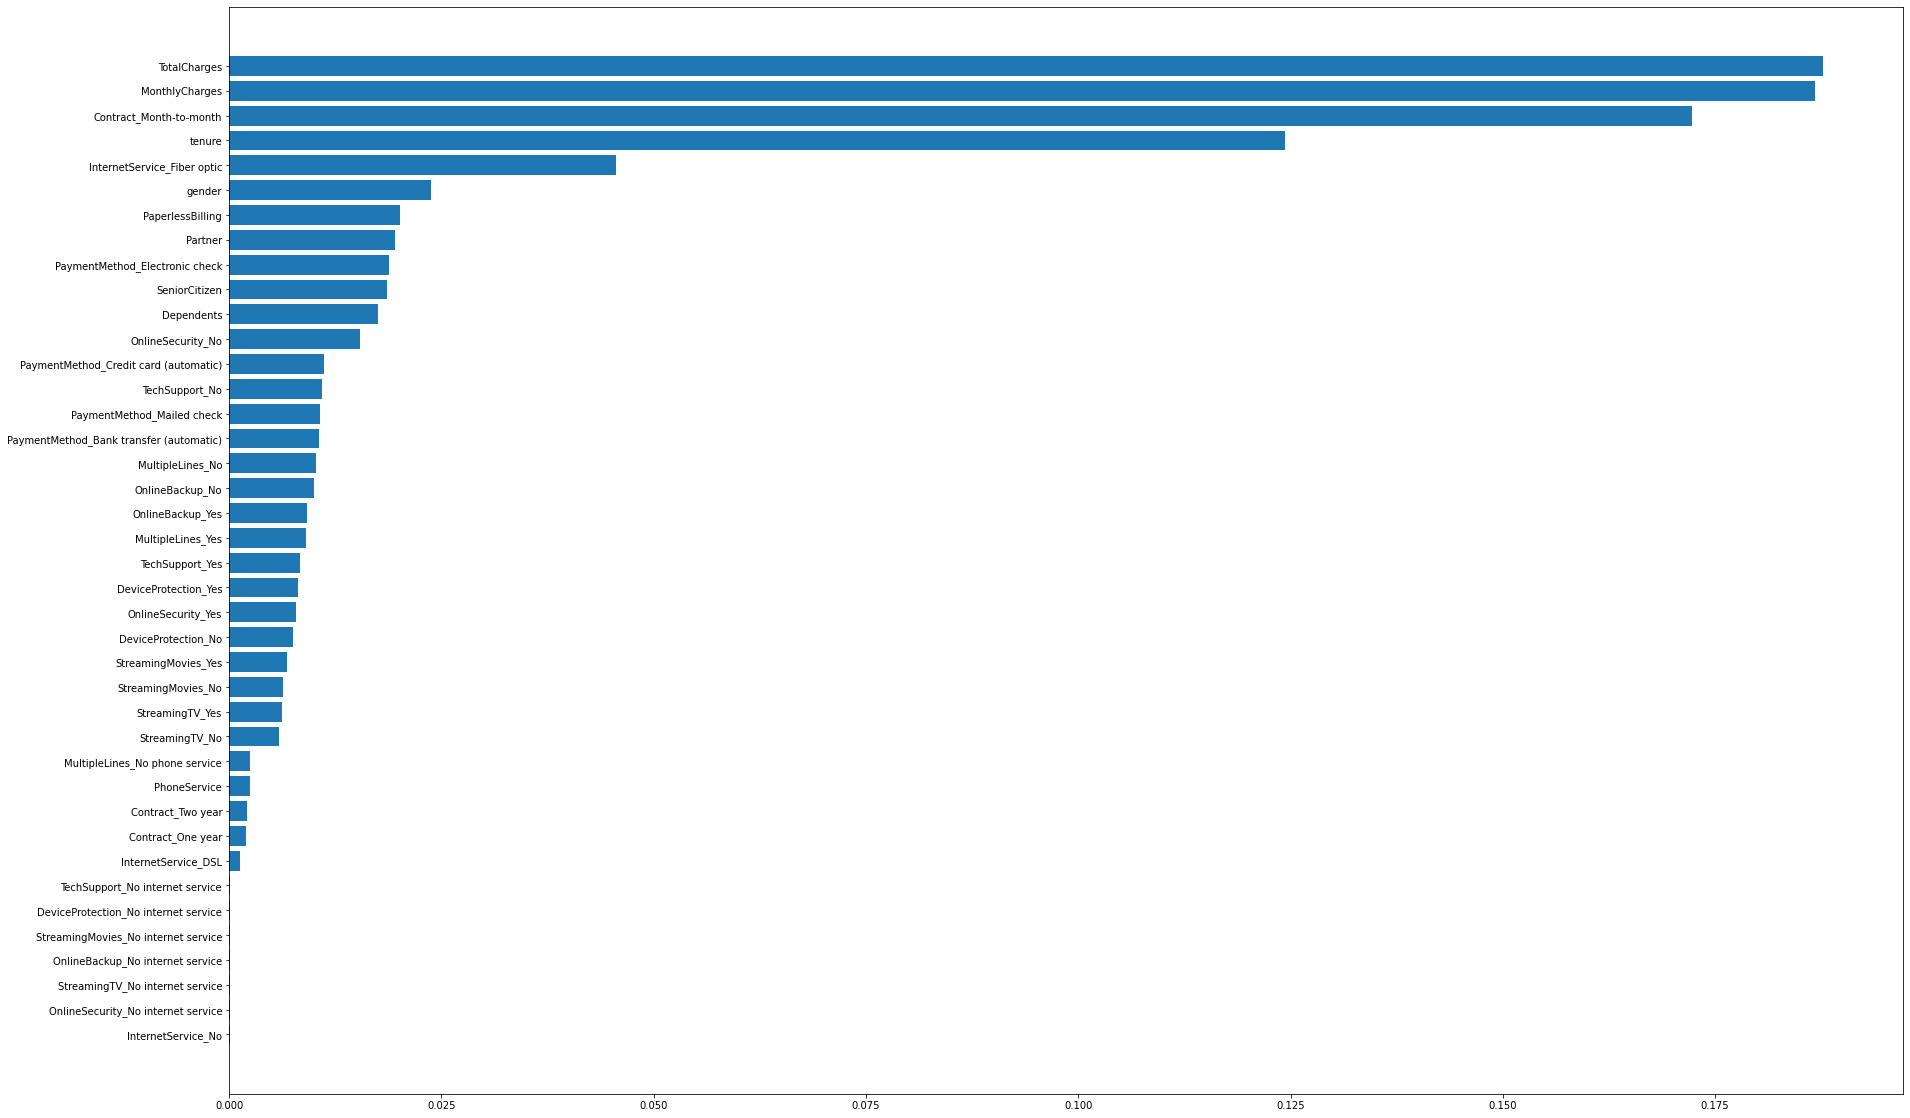 TotalCharges
MonthlyCharges
Contract_Month-to-month
tenure
InternetService_Fiber optic
gender
PaperlessBilling
Partner
PaymentMethod_Electronic check
SeniorCitizen
Dependents
OnlineSecurity_No
PaymentMethod_Credit card (automatic)
TechSupport_No
PaymentMethod_Mailed check
PaymentMethod_Bank transfer (automatic)
MultipleLines_No
OnlineBackup_No
OnlineBackup_Yes
MultipleLines_Yes
TechSupport_Yes
DeviceProtection_Yes
OnlineSecurity_Yes
DeviceProtection_No
StreamingMovies_Yes
StreamingMovies_No
StreamingTV_Yes
StreamingTV_No
MultipleLines_No phone service
PhoneService
Contract_Two year
Contract_One year
InternetService_DSL
TechSupport_No internet service
DeviceProtection_No internet service
StreamingMovies_No internet service
OnlineBackup_No internet service
StreamingTV_No internet service
OnlineSecurity_No internet service
InternetService_No
0.000 0.025 0.050 0.075 0.100 0.125 0.150 0.175